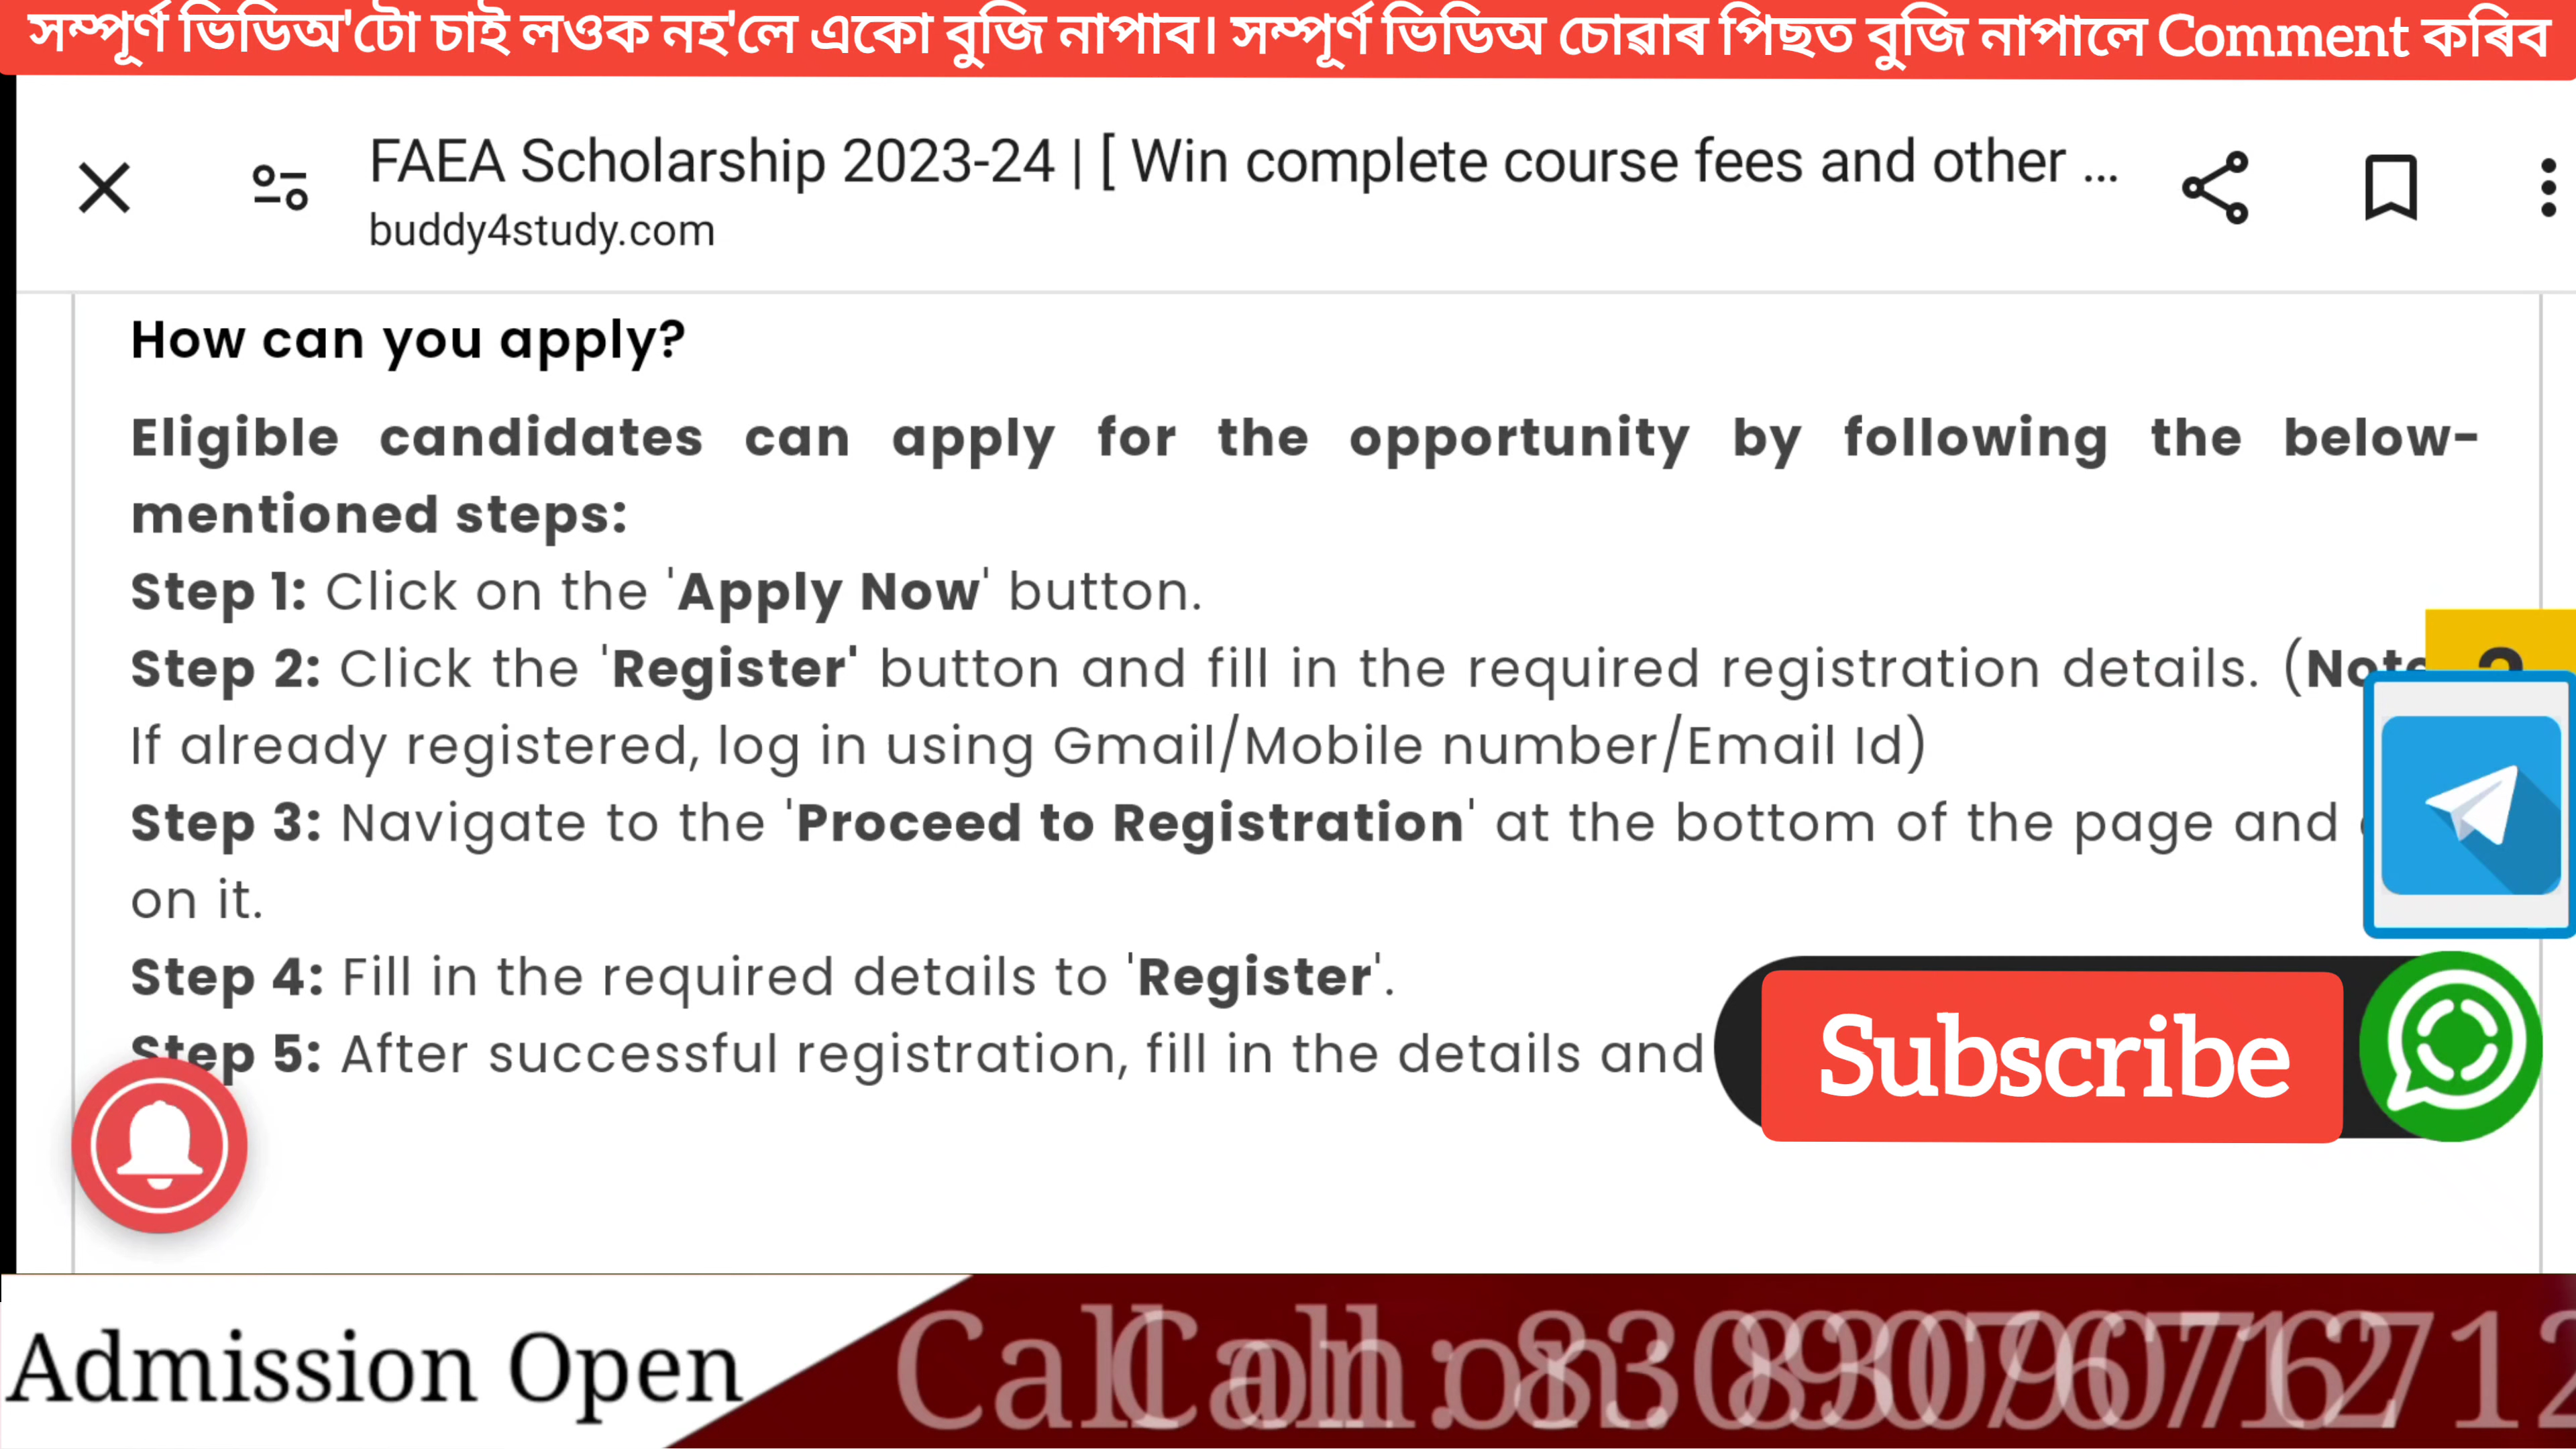 সম্পূৰ্ণ ভিডিঅ'টো চাই লওক নহ'লে একো বুজি নাপাব। সম্পূৰ্ণ ভিডিঅ চোৱাৰ পিছত বুজি নাপালে Comment কৰিব
FAEA Scholarship 2023-24 | [ Win complete course fees and other ...
buddy4study.com
How can you apply?
Eligible candidates can apply for the opportunity by following the below-
mentioned steps:
Step 1: Click on the 'Apply Now' button.
Step 2: Click the 'Register' button and fill in the required registration details. (
If already registered, log in using Gmail/Mobile number/Email Id)
Step 3: Navigate to the 'Proceed to Registration' at the bottom of the page and
on it.
Step 4: Fill in the required details to 'Register'.
Step 5: After successful registration, fill in the details and
Subscribe
Admission Open